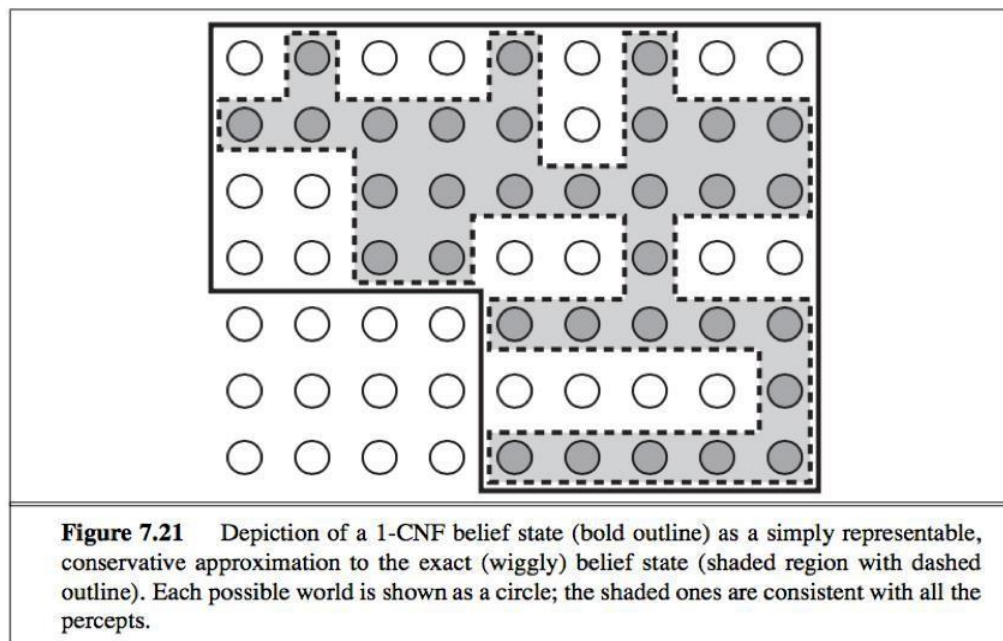 Figure 7.21 Depiction of a 1-CNF belief state (bold outline) as a simply representable,
conservative approximation to the exact (wiggly) belief state (shaded region with dashed
outline). Each possible world is shown as a circle; the shaded ones are consistent with all the
percepts.